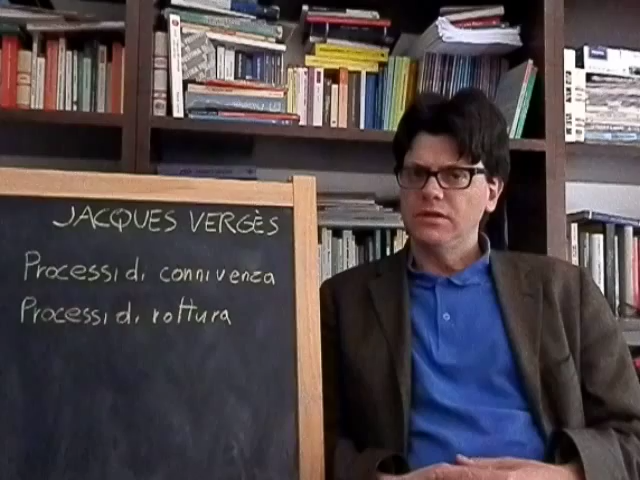 JACQUES VERGÈS
Processi di connivenza
Processi di rottura